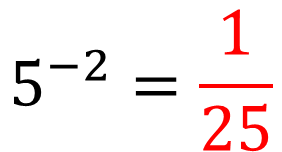 5⁻² = 1/25